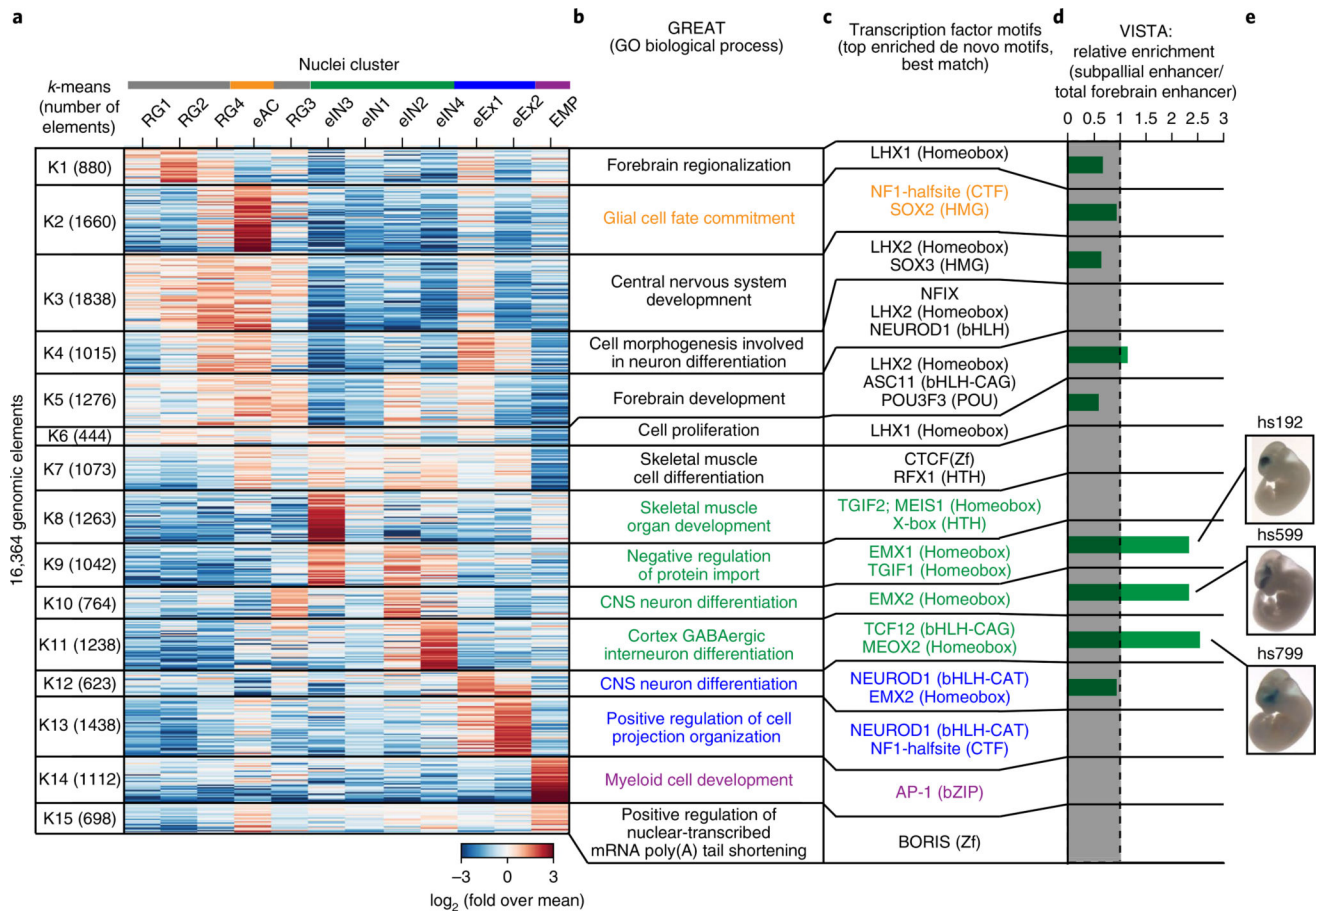 a
b
c
d
e
Nuclei cluster
GREAT
(GO biological process)
Transcription factor motifs
(top enriched de novo motifs,
best match)
VISTA:
relative enrichment
(subpallial enhancer/
total forebrain enhancer)
k-means
(number of
elements)
RG1
RG2
RG4
eAC
RG3
eIN3
eIN1
eIN2
eIN4
eEx1
eEx2
EMP
0 0.5 1 1.5 2 2.5 3
16,364 genomic elements
K1 (880)
K2 (1660)
K3 (1838)
K4 (1015)
K5 (1276)
K6 (444)
K7 (1073)
K8 (1263)
K9 (1042)
K10 (764)
K11 (1238)
K12 (623)
K13 (1438)
K14 (1112)
K15 (698)
Forebrain regionalization
Glial cell fate commitment
Central nervous system
developmnent
Cell morphogenesis involved
in neuron differentiation
Forebrain development
Cell proliferation
Skeletal muscle
cell differentiation
Skeletal muscle
organ development
Negative regulation
of protein import
CNS neuron differentiation
Cortex GABAergic
interneuron differentiation
CNS neuron differentiation
Positive regulation of cell
projection organization
Myeloid cell development
Positive regulation of
nuclear-transcribed
mRNA poly(A) tail shortening
LHX1 (Homeobox)
NF1-halfsite (CTF)
SOX2 (HMG)
LHX2 (Homeobox)
SOX3 (HMG)
NFIX
LHX2 (Homeobox)
NEUROD1 (bHLH)
LHX2 (Homeobox)
ASC11 (bHLH-CAG)
POU3F3 (POU)
LHX1 (Homeobox)
CTCF(Zf)
RFX1 (HTH)
TGIF2; MEIS1 (Homeobox)
X-box (HTH)
EMX1 (Homeobox)
TGIF1 (Homeobox)
EMX2 (Homeobox)
TCF12 (bHLH-CAG)
MEOX2 (Homeobox)
NEUROD1 (bHLH-CAT)
EMX2 (Homeobox)
NEUROD1 (bHLH-CAT)
NF1-halfsite (CTF)
AP-1 (bZIP)
BORIS (Zf)
hs192
hs599
hs799
−3 0 3
log2 (fold over mean)